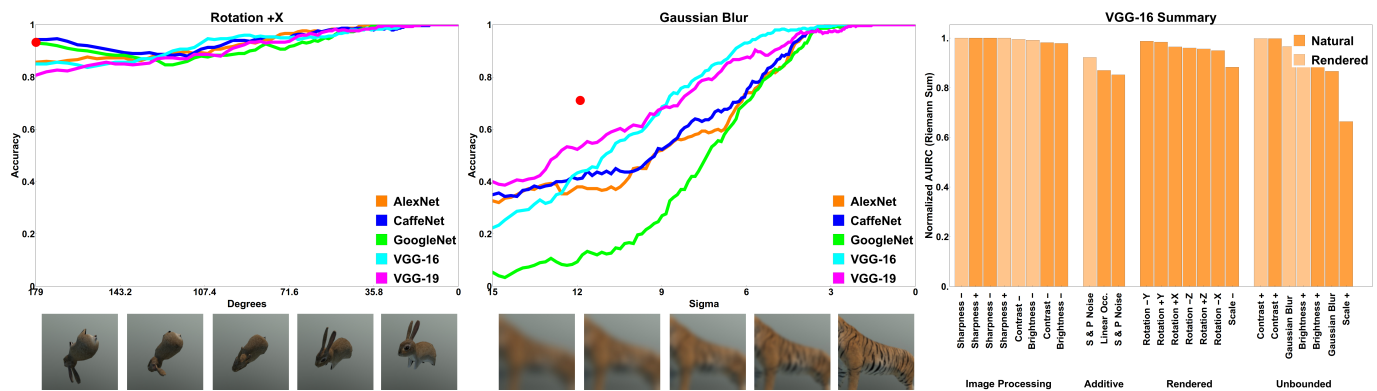 Rotation +X
1
0.8
0.6
0.4
0.2
0
Accuracy
AlexNet
CaffeNet
GoogleNet
VGG-16
VGG-19
179
143.2
107.4
71.6
35.8
0
Degrees
Gaussian Blur
1
0.8
0.6
0.4
0.2
0
Accuracy
AlexNet
CaffeNet
GoogleNet
VGG-16
VGG-19
15
12
9
6
3
0
Sigma
VGG-16 Summary
1.
0.8
0.6
0.4
0.2
0.
Normalized AUIRC (Riemann Sum)
Natural
Rendered
Sharpness −
Sharpness +
Sharpness −
Sharpness +
Contrast −
Brightness −
Contrast −
Brightness −
S & P Noise
Linear Occ.
S & P Noise
Rotation −Y
Rotation +Y
Rotation +X
Rotation −Z
Rotation +Z
Rotation −X
Scale −
Contrast +
Contrast +
Gaussian Blur
Brightness +
Brightness +
Gaussian Blur
Scale +
Image Processing
Additive
Rendered
Unbounded